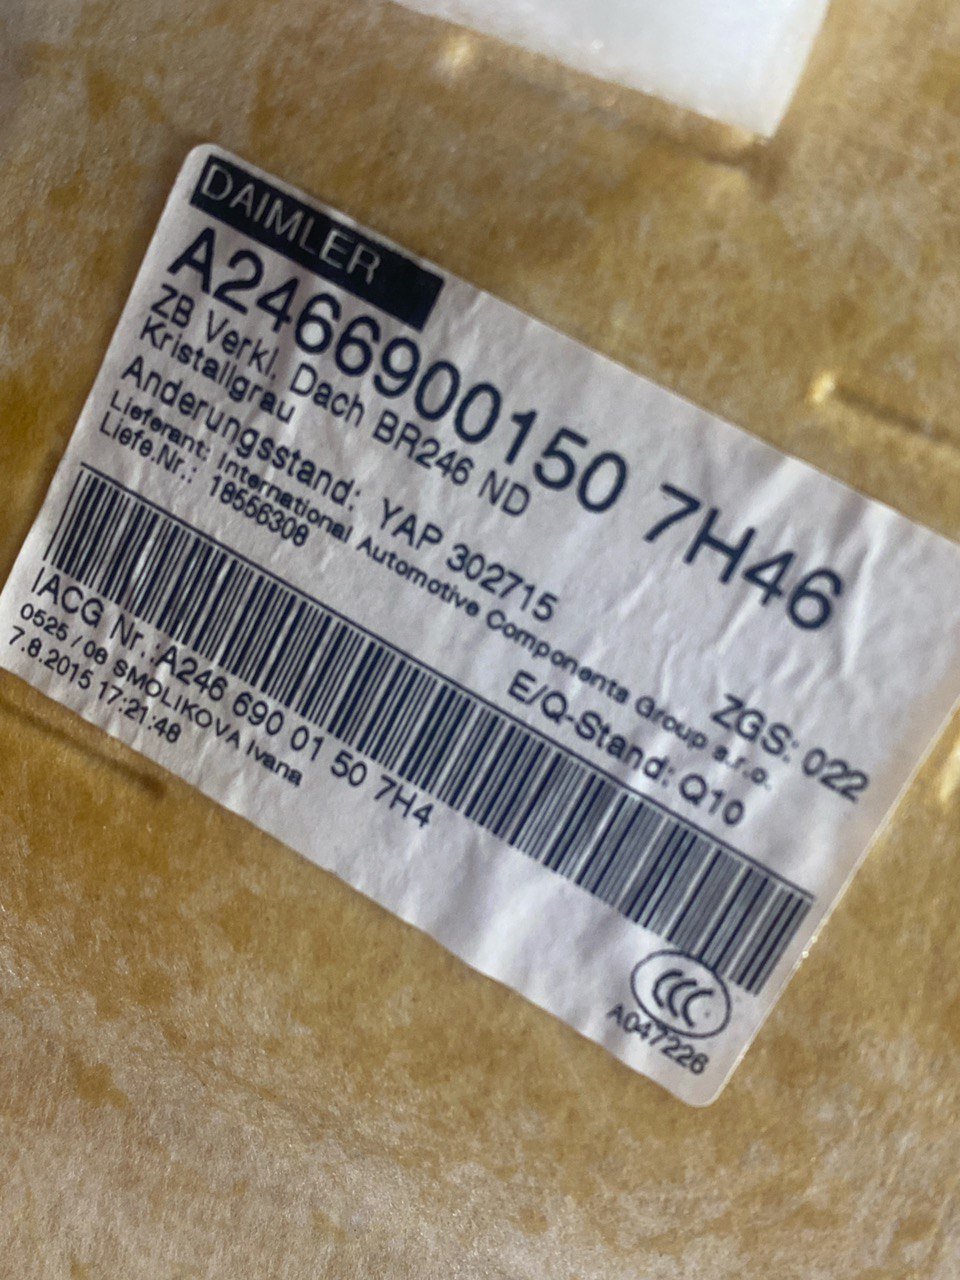 DAIMLER
A2466900150 7H46
ZB Verkl. Dach BR246 ND
Kristallgrau
Änderungsstand: YAP 302715 ZGS: 022
Lieferant: International Automotive Components Group s.r.o.
Liefe.Nr.: 18556308 E/Q-Stand: Q10
IACG Nr.:A246 690 01 50 7H4
0525 / 08 SMOLIKOVA Ivana
7.8.2015 17:21:48
CCC
A047226